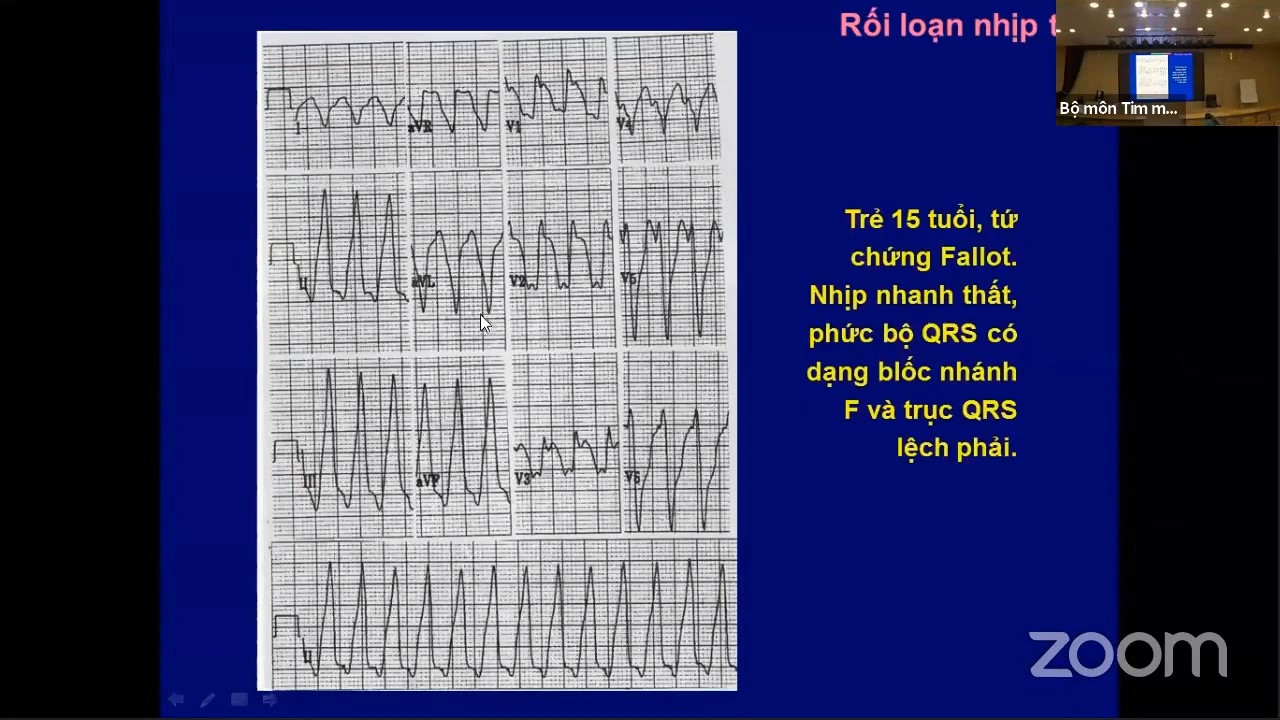 Rối loạn nhịp t
Bộ môn Tim m...
Trẻ 15 tuổi, tứ
chứng Fallot.
Nhịp nhanh thất,
phức bộ QRS có
dạng blốc nhánh
F và trục QRS
lệch phải.
I
aVR
V1
V4
II
aVL
V2
V5
III
aVF
V3
V6
II
zoom